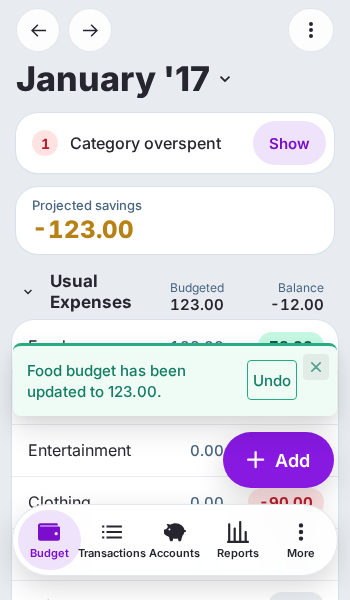 January '17
1 Category overspent Show
Projected savings
-123.00
Usual Expenses
Budgeted 123.00
Balance -12.00
Food budget has been
updated to 123.00.
Undo
Entertainment 0.00
Add
Clothing 0.00 -90.00
Budget Transactions Accounts Reports More